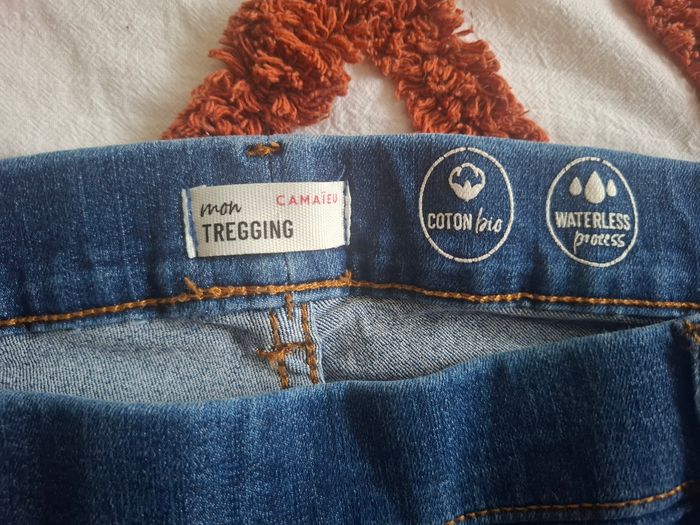 mon
CAMAÏEU
TREGGING
COTON bio
WATERLESS
process